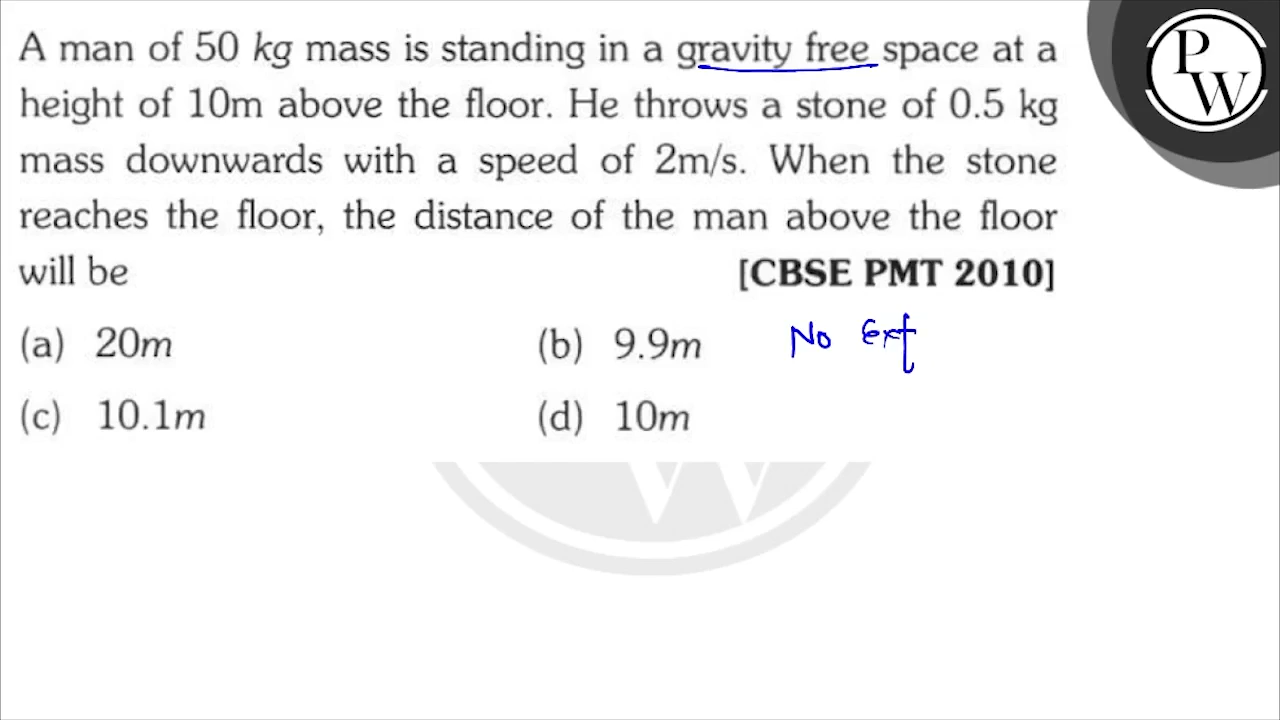 A man of 50 kg mass is standing in a gravity free space at a
height of 10m above the floor. He throws a stone of 0.5 kg
mass downwards with a speed of 2m/s. When the stone
reaches the floor, the distance of the man above the floor
will be [CBSE PMT 2010]
(a) 20m (b) 9.9m No Ext
(c) 10.1m (d) 10m
P
W
W